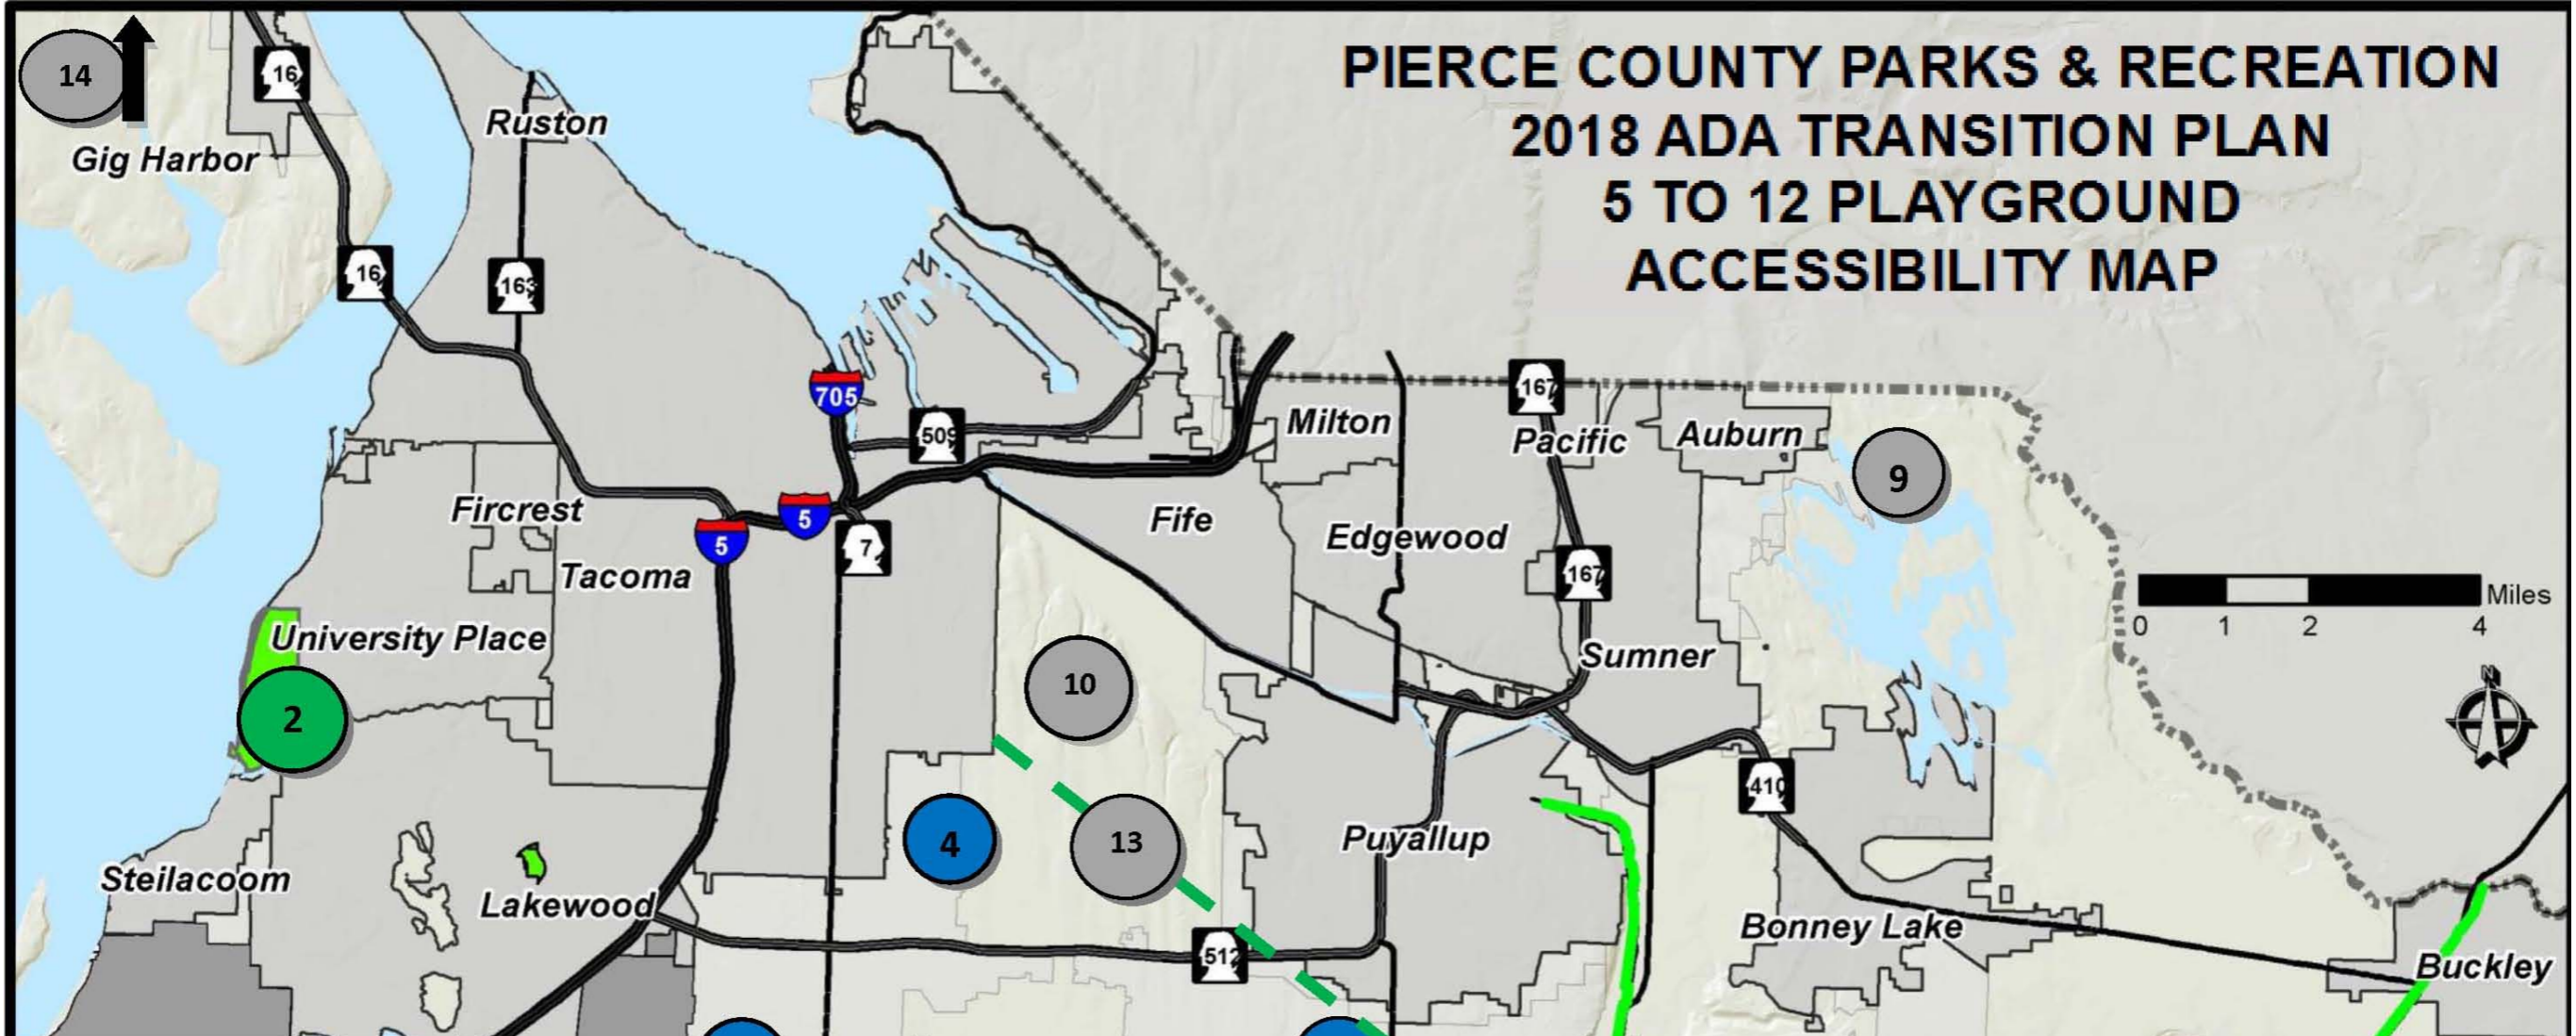 PIERCE COUNTY PARKS & RECREATION
2018 ADA TRANSITION PLAN
5 TO 12 PLAYGROUND
ACCESSIBILITY MAP
14
16
Gig Harbor
Ruston
16
163
705
509
Milton
167
Pacific
Auburn
9
Fircrest
5
5
7
Fife
Edgewood
167
Tacoma
Miles
0 1 2 4
N
University Place
2
10
Sumner
410
4
13
Puyallup
Steilacoom
Lakewood
512
Bonney Lake
Buckley